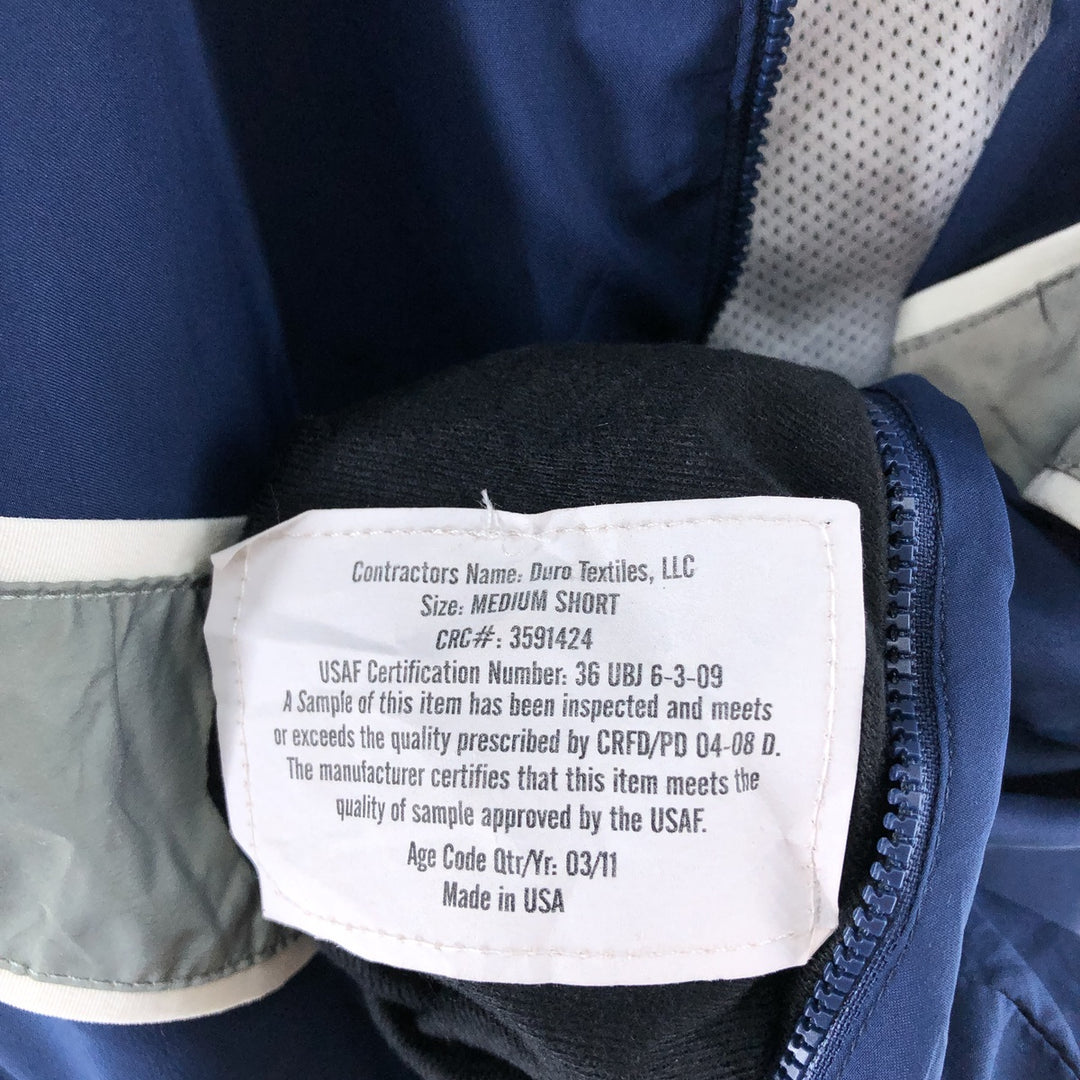 Contractors Name: Duro Textiles, LLC
Size: MEDIUM SHORT
CRC#: 3591424
USAF Certification Number: 36 UBJ 6-3-09
A Sample of this item has been inspected and meets
or exceeds the quality prescribed by CRFD/PD 04-08 D.
The manufacturer certifies that this item meets the
quality of sample approved by the USAF.
Age Code Qtr/Yr: 03/11
Made in USA